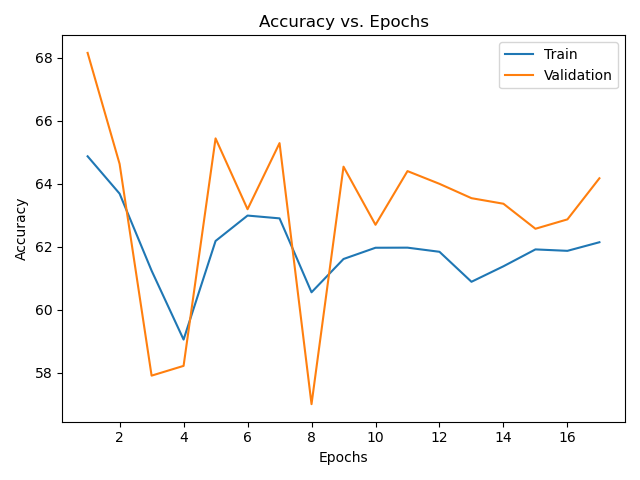 Accuracy vs. Epochs
Train
Validation
68
66
64
62
60
58
Accuracy
2 4 6 8 10 12 14 16
Epochs